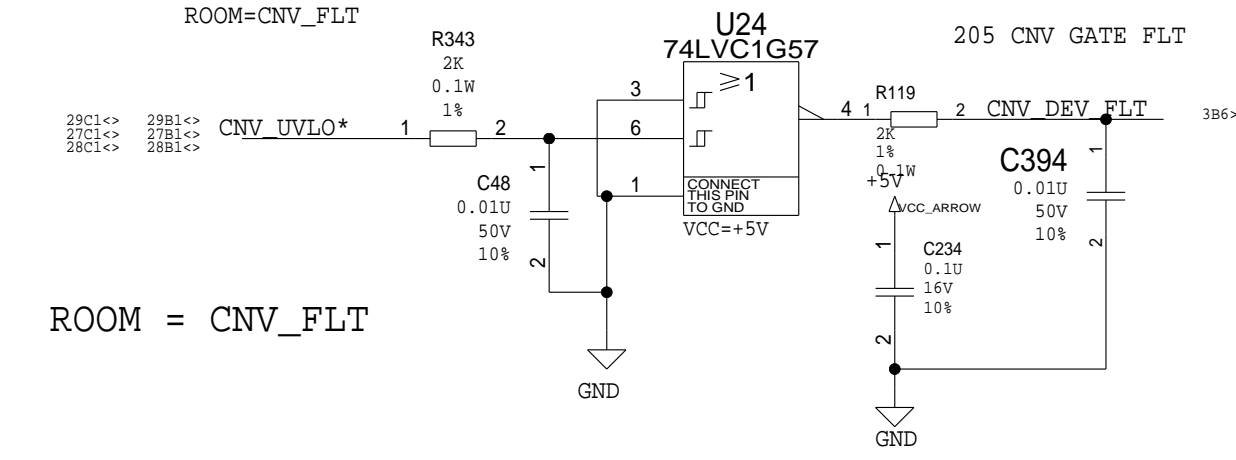 ROOM=CNV_FLT
U24
74LVC1G57
205 CNV GATE FLT
R343
2K
0.1W
1%
≥1
3
R119
29C1<> 29B1<>
27C1<> 27B1<>
28C1<> 28B1<>
CNV_UVLO*
1
2
6
4
1
2
CNV_DEV_FLT
3B6>
2K
1%
0.1W
C48
0.01U
50V
10%
1
2
1
CONNECT
THIS PIN
TO GND
VCC=+5V
+5V
VCC_ARROW
C394
0.01U
50V
10%
1
2
C234
0.1U
16V
10%
1
2
ROOM = CNV_FLT
GND
GND